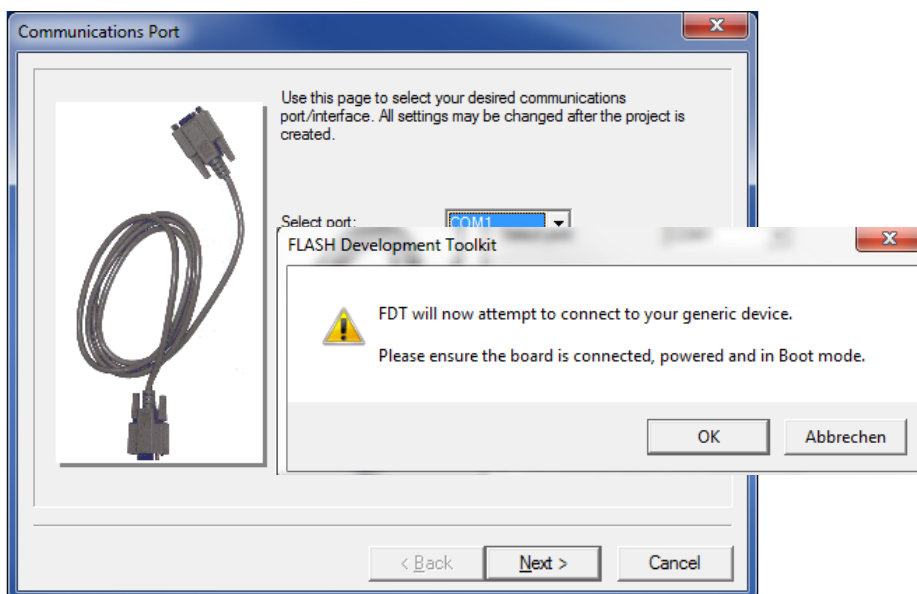 Communications Port
Use this page to select your desired communications
port/interface. All settings may be changed after the project is
created.
Select port:
COM1
FLASH Development Toolkit
FDT will now attempt to connect to your generic device.
Please ensure the board is connected, powered and in Boot mode.
OK
Abbrechen
< Back
Next >
Cancel